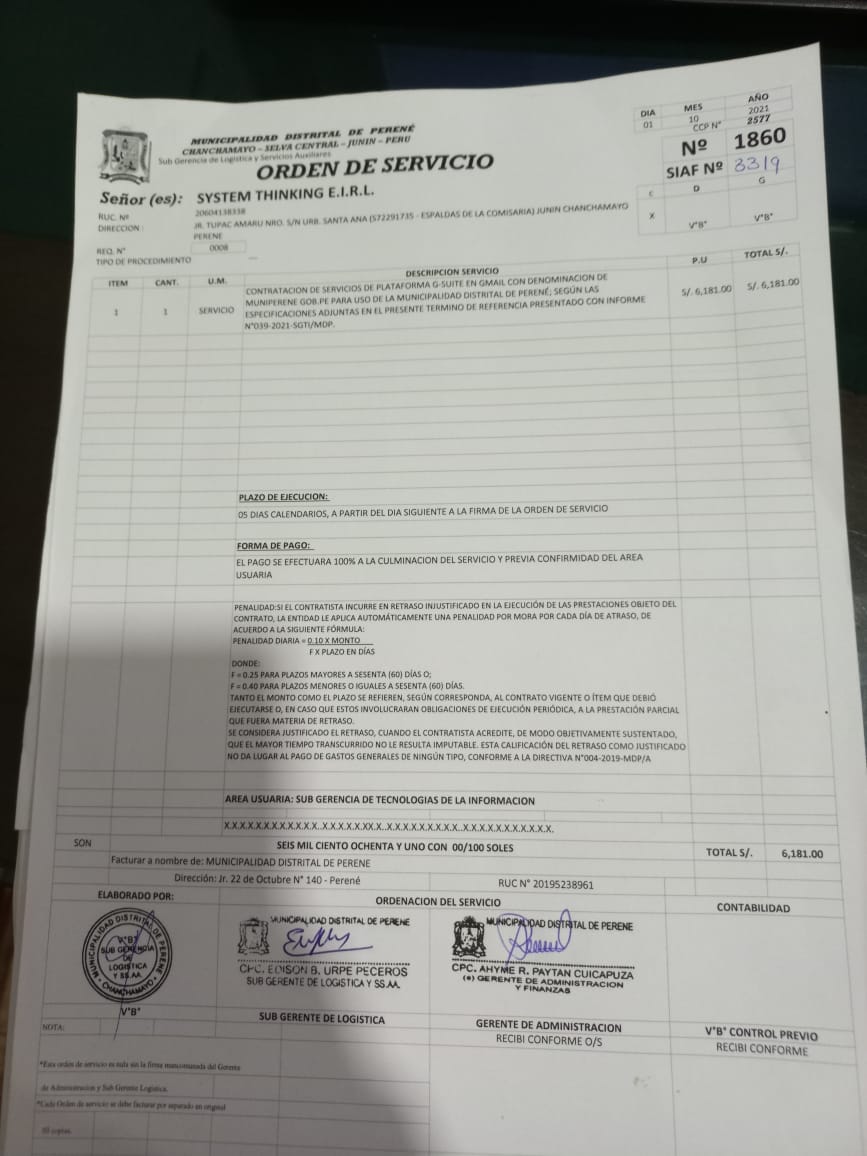 MUNICIPALIDAD DISTRITAL DE PERENÉ
CHANCHAMAYO – SELVA CENTRAL – JUNIN – PERU
Sub Gerencia de Logistica y Servicios Auxiliares
ORDEN DE SERVICIO
DIA MES AÑO
01 10 2021
CCP N° 2577
Nº 1860
SIAF Nº 3319
C D G
X V°B° V°B°
Señor (es): SYSTEM THINKING E.I.R.L.
RUC. Nº 20604138338
DIRECCION : JR. TUPAC AMARU NRO. S/N URB. SANTA ANA (S72291735 - ESPALDAS DE LA COMISARIA) JUNIN CHANCHAMAYO
PERENE
REQ. N° 0008
TIPO DE PROCEDIMIENTO
ITEM CANT. U.M. DESCRIPCION SERVICIO P.U TOTAL S/.
1 1 SERVICIO CONTRATACION DE SERVICIOS DE PLATAFORMA G-SUITE EN GMAIL CON DENOMINACION DE S/. 6,181.00 S/. 6,181.00
MUNIPERENE GOB.PE PARA USO DE LA MUNICIPALIDAD DISTRITAL DE PERENÉ; SEGÚN LAS
ESPECIFICACIONES ADJUNTAS EN EL PRESENTE TERMINO DE REFERENCIA PRESENTADO CON INFORME
N°039-2021-SGTI/MDP.
PLAZO DE EJECUCION:
05 DIAS CALENDARIOS, A PARTIR DEL DIA SIGUIENTE A LA FIRMA DE LA ORDEN DE SERVICIO
FORMA DE PAGO:
EL PAGO SE EFECTUARA 100% A LA CULMINACION DEL SERVICIO Y PREVIA CONFIRMIDAD DEL AREA
USUARIA
PENALIDAD:SI EL CONTRATISTA INCURRE EN RETRASO INJUSTIFICADO EN LA EJECUCIÓN DE LAS PRESTACIONES OBJETO DEL
CONTRATO, LA ENTIDAD LE APLICA AUTOMÁTICAMENTE UNA PENALIDAD POR MORA POR CADA DÍA DE ATRASO, DE
ACUERDO A LA SIGUIENTE FÓRMULA:
PENALIDAD DIARIA = 0.10 X MONTO
F X PLAZO EN DÍAS
DONDE:
F = 0.25 PARA PLAZOS MAYORES A SESENTA (60) DÍAS O;
F = 0.40 PARA PLAZOS MENORES O IGUALES A SESENTA (60) DÍAS.
TANTO EL MONTO COMO EL PLAZO SE REFIEREN, SEGÚN CORRESPONDA, AL CONTRATO VIGENTE O ÍTEM QUE DEBIÓ
EJECUTARSE O, EN CASO QUE ESTOS INVOLUCRARAN OBLIGACIONES DE EJECUCIÓN PERIÓDICA, A LA PRESTACIÓN PARCIAL
QUE FUERA MATERIA DE RETRASO.
SE CONSIDERA JUSTIFICADO EL RETRASO, CUANDO EL CONTRATISTA ACREDITE, DE MODO OBJETIVAMENTE SUSTENTADO,
QUE EL MAYOR TIEMPO TRANSCURRIDO NO LE RESULTA IMPUTABLE. ESTA CALIFICACIÓN DEL RETRASO COMO JUSTIFICADO
NO DA LUGAR AL PAGO DE GASTOS GENERALES DE NINGÚN TIPO, CONFORME A LA DIRECTIVA N°004-2019-MDP/A
AREA USUARIA: SUB GERENCIA DE TECNOLOGIAS DE LA INFORMACION
X.X.X.X.X.X.X.X.X.X.X.X..X.X.X.X.X.XX.X..X.X.X.X.X.X.X.X.X..X.X.X.X.X.X.X.X.X.X.X.
SON SEIS MIL CIENTO OCHENTA Y UNO CON 00/100 SOLES TOTAL S/. 6,181.00
Facturar a nombre de: MUNICIPALIDAD DISTRITAL DE PERENE
Dirección: Jr. 22 de Octubre N° 140 - Perené RUC N° 20195238961
ELABORADO POR: ORDENACION DEL SERVICIO CONTABILIDAD
MUNICIPALIDAD DISTRITAL DE PERENE
V°B°
SUB GERENCIA
DE
LOGISTICA
Y SS.AA
CHANCHAMAYO
V°B°
MUNICIPALIDAD DISTRITAL DE PERENE
CPC. EDISON B. URPE PECEROS
SUB GERENTE DE LOGISTICA Y SS.AA.
SUB GERENTE DE LOGISTICA
MUNICIPALIDAD DISTRITAL DE PERENE
CPC. AHYME R. PAYTAN CUICAPUZA
(e) GERENTE DE ADMINISTRACION
Y FINANZAS
GERENTE DE ADMINISTRACION
RECIBI CONFORME O/S
V°B° CONTROL PREVIO
RECIBI CONFORME
NOTA:
*Esta orden de servicio es nula sin la firma mancomunada del Gerente
de Administracion y Sub Gerente Logistica.
*Cada Orden de servicio se debe facturar por separado en original
copias.